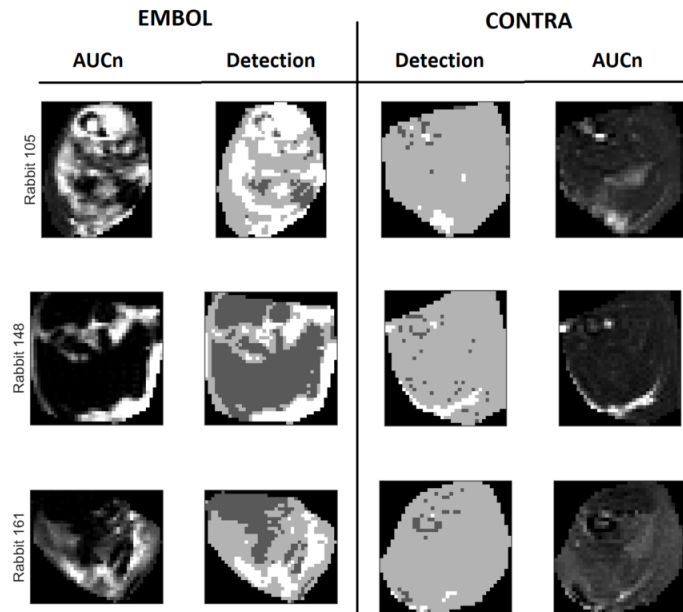 EMBOL CONTRA
AUCn Detection Detection AUCn
Rabbit 105
Rabbit 148
Rabbit 161